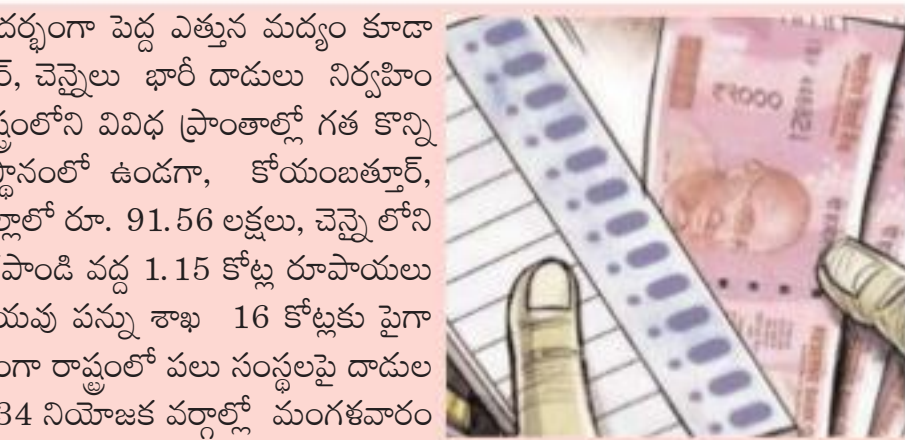 దర్భంగా పెద్ద ఎత్తున మద్యం కూడా
ర్, చెన్నైలు భారీ దాడులు నిర్వహిం
ష్ట్రంలోని వివిధ ప్రాంతాల్లో గత కొన్ని
స్థానంలో ఉండగా, కోయంబత్తూర్,
ర్లాలో రూ. 91.56 లక్షలు, చెన్నై లోని
పాండి వద్ద 1.15 కోట్ల రూపాయలు
యవు పన్ను శాఖ 16 కోట్లకు పైగా
ంగా రాష్ట్రంలో పలు సంస్థలపై దాడుల
34 నియోజక వర్గాల్లో మంగళవారం
₹2000